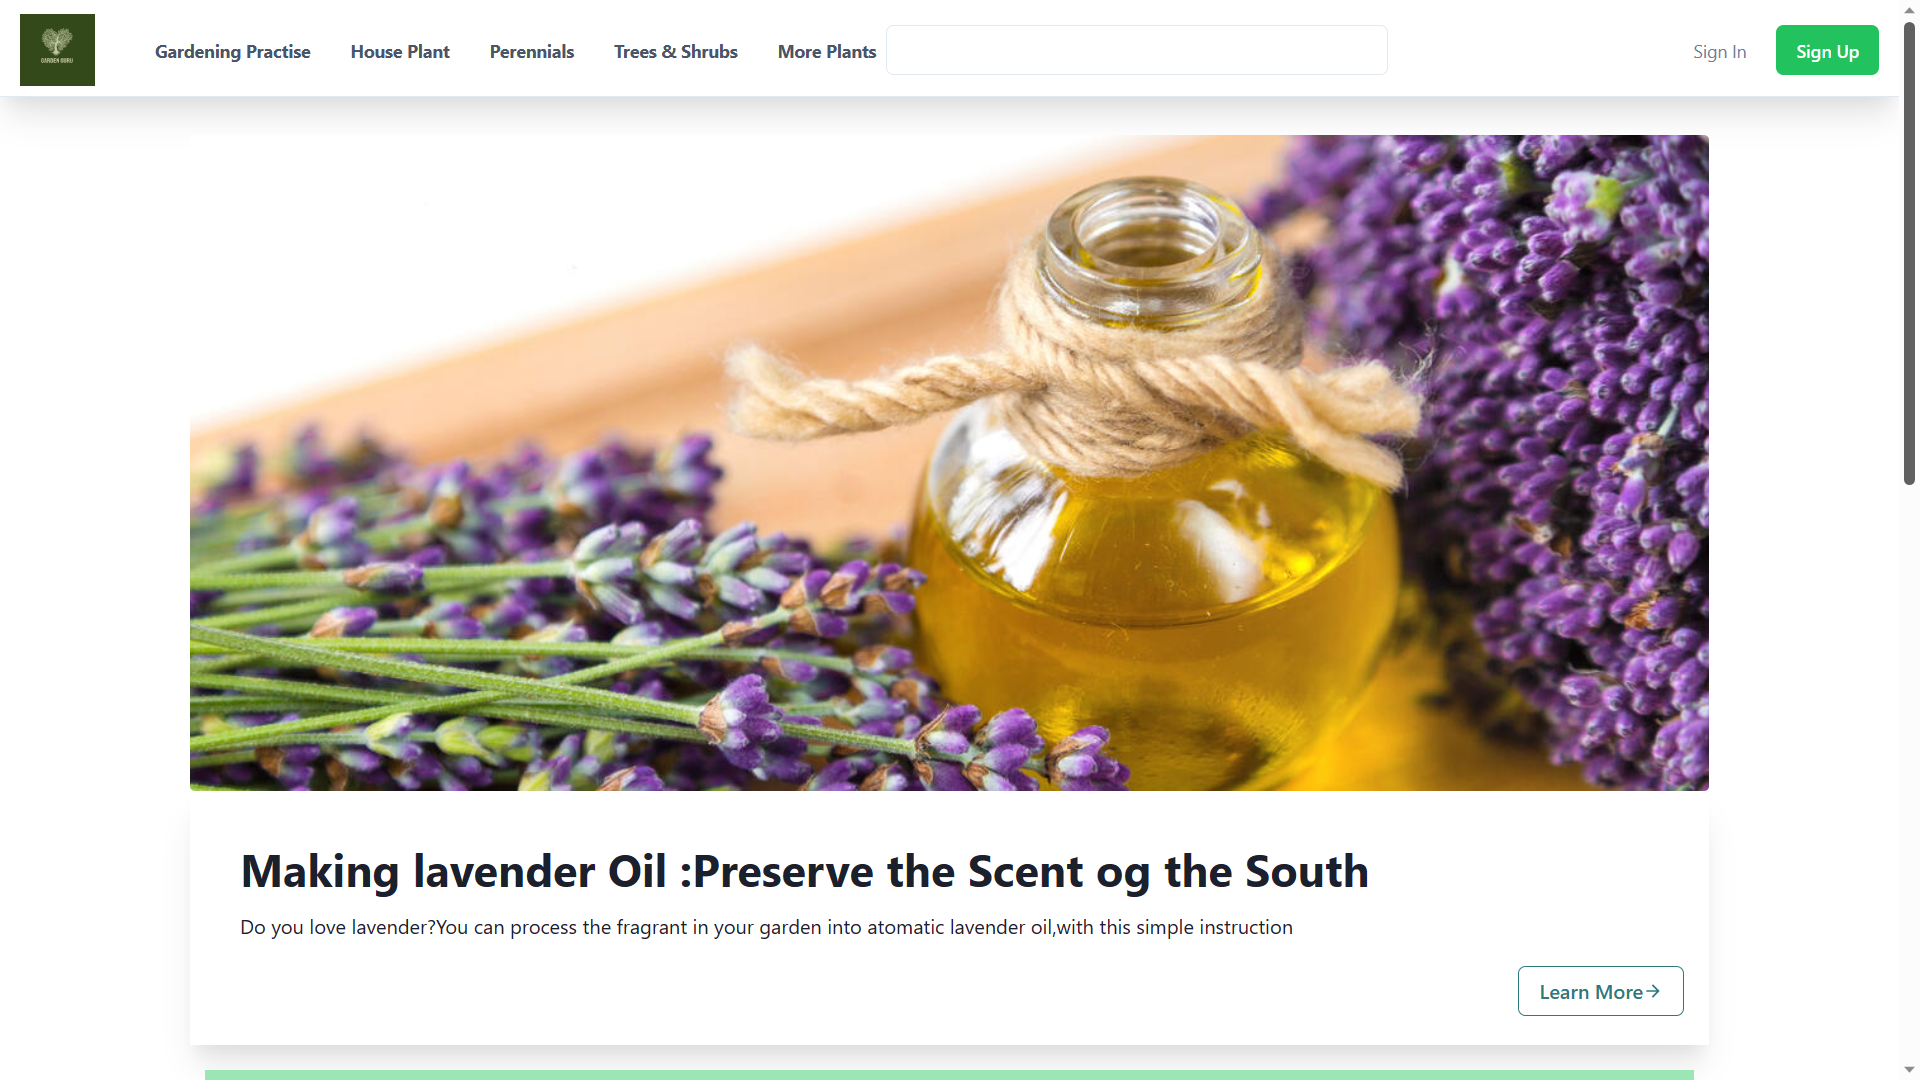 GARDEN GURU
Gardening Practise House Plant Perennials Trees & Shrubs More Plants Sign In Sign Up
Making lavender Oil :Preserve the Scent og the South
Do you love lavender?You can process the fragrant in your garden into atomatic lavender oil,with this simple instruction
Learn More